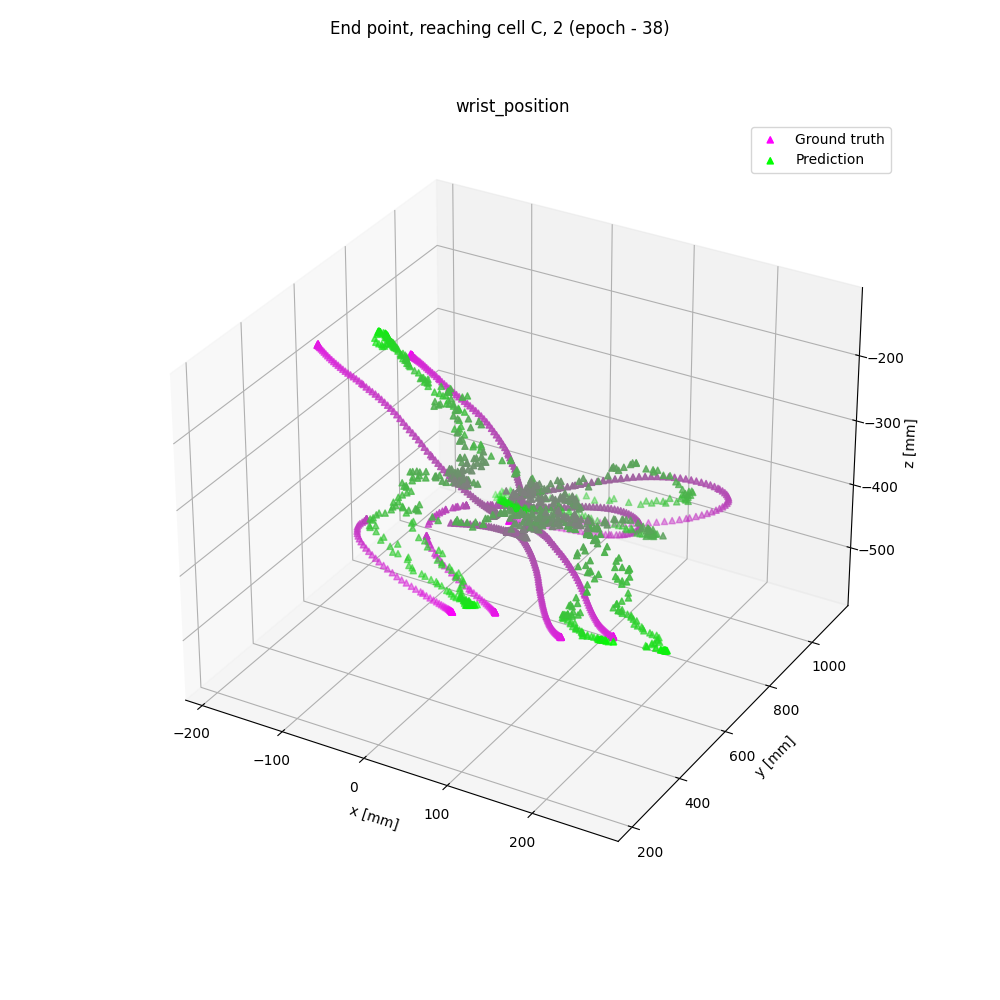 End point, reaching cell C, 2 (epoch - 38)
wrist_position
Ground truth
Prediction
−200
−300
−400
−500
z [mm]
1000
800
600
400
200
y [mm]
−200
−100
0
100
200
x [mm]